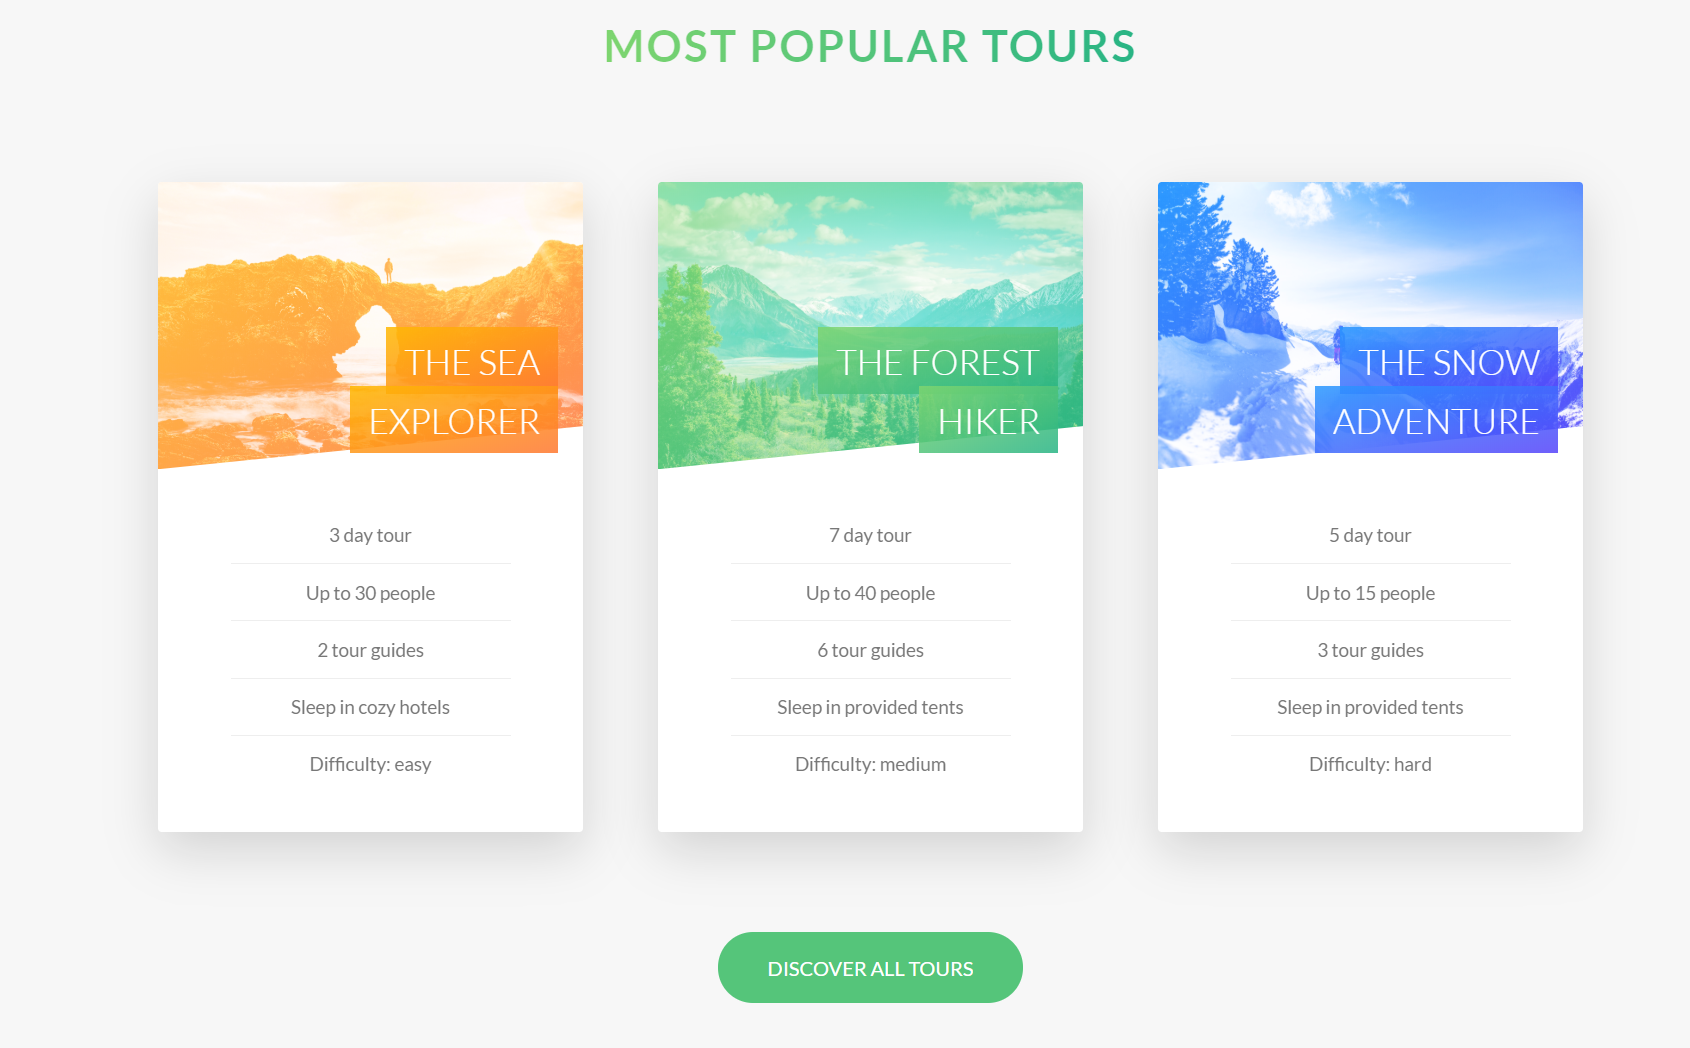 MOST POPULAR TOURS
THE SEA
EXPLORER
3 day tour
Up to 30 people
2 tour guides
Sleep in cozy hotels
Difficulty: easy
THE FOREST
HIKER
7 day tour
Up to 40 people
6 tour guides
Sleep in provided tents
Difficulty: medium
THE SNOW
ADVENTURE
5 day tour
Up to 15 people
3 tour guides
Sleep in provided tents
Difficulty: hard
DISCOVER ALL TOURS